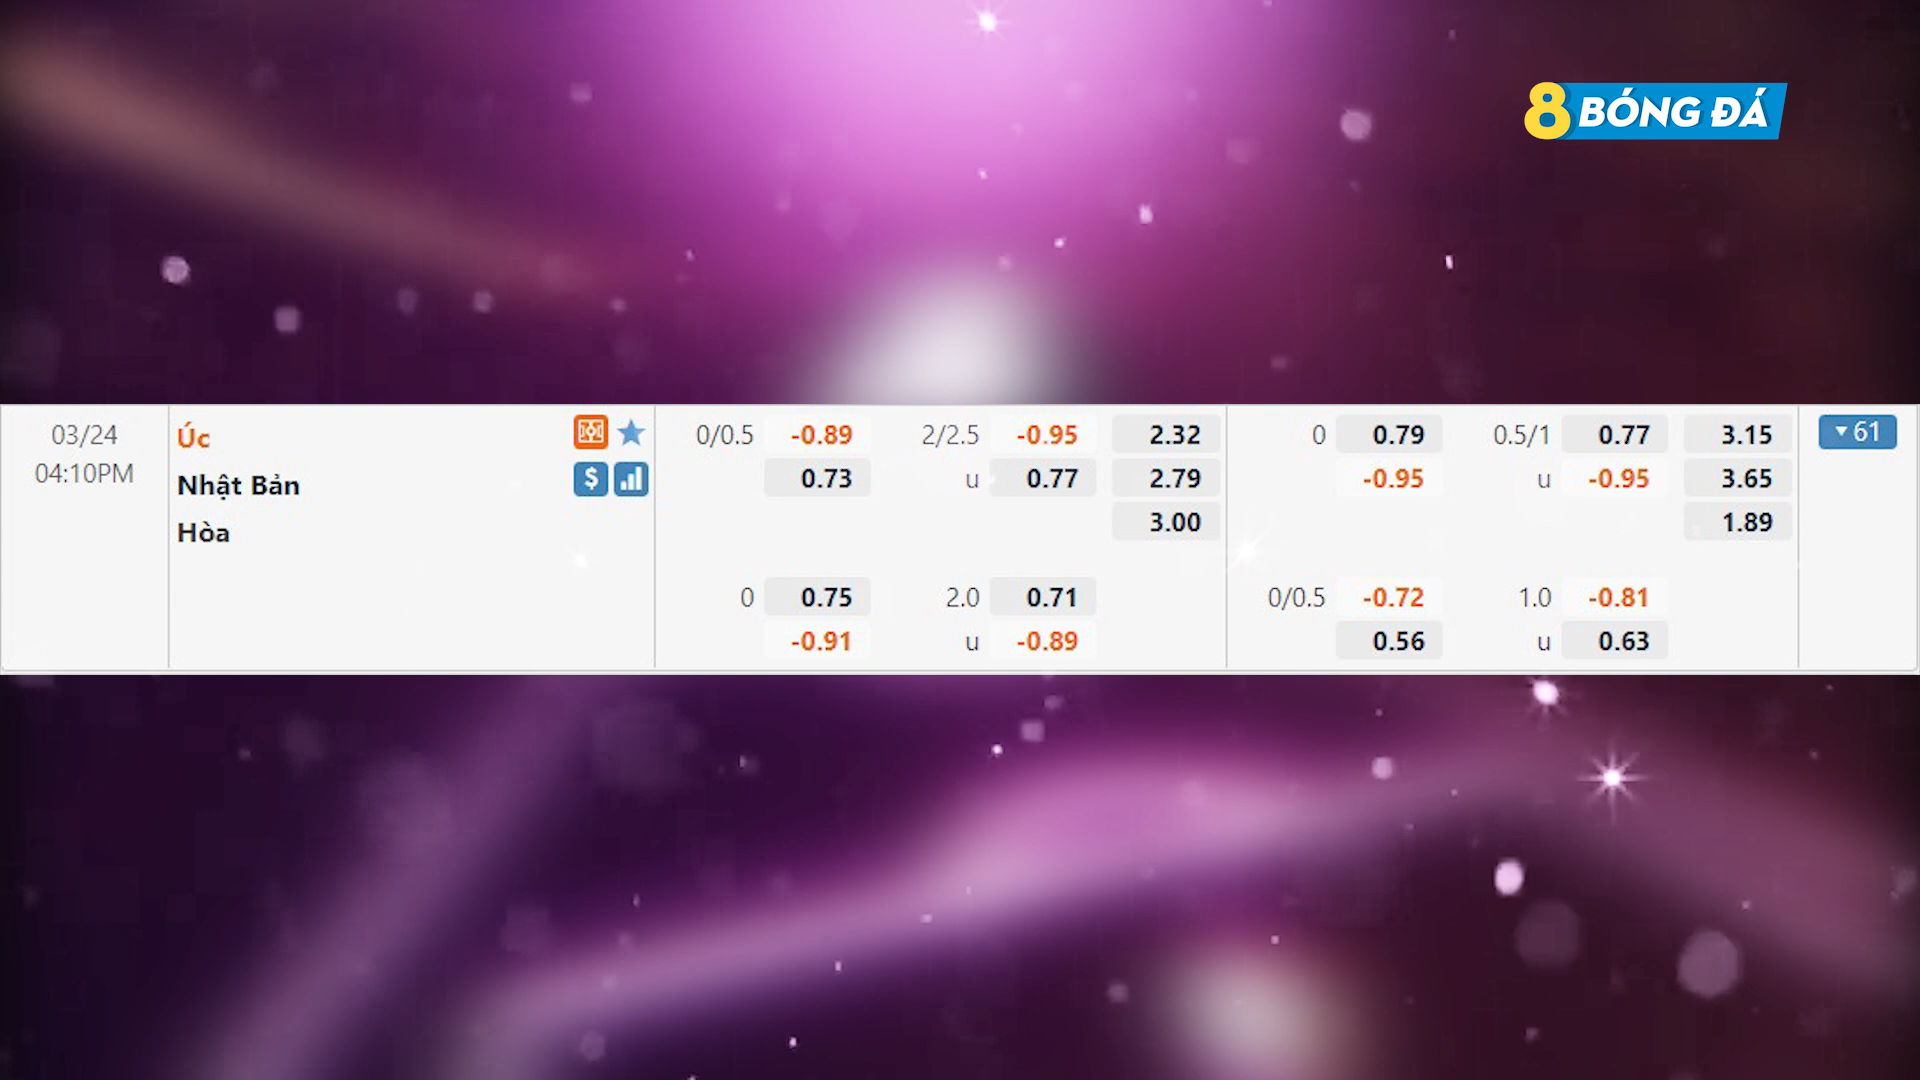 8 BÓNG ĐÁ
03/24 Úc 0/0.5 -0.89 2/2.5 -0.95 2.32 0 0.79 0.5/1 0.77 3.15 61
04:10PM Nhật Bản $ 0.73 u 0.77 2.79 -0.95 u -0.95 3.65
Hòa 3.00 1.89
0 0.75 2.0 0.71 0/0.5 -0.72 1.0 -0.81
-0.91 u -0.89 0.56 u 0.63